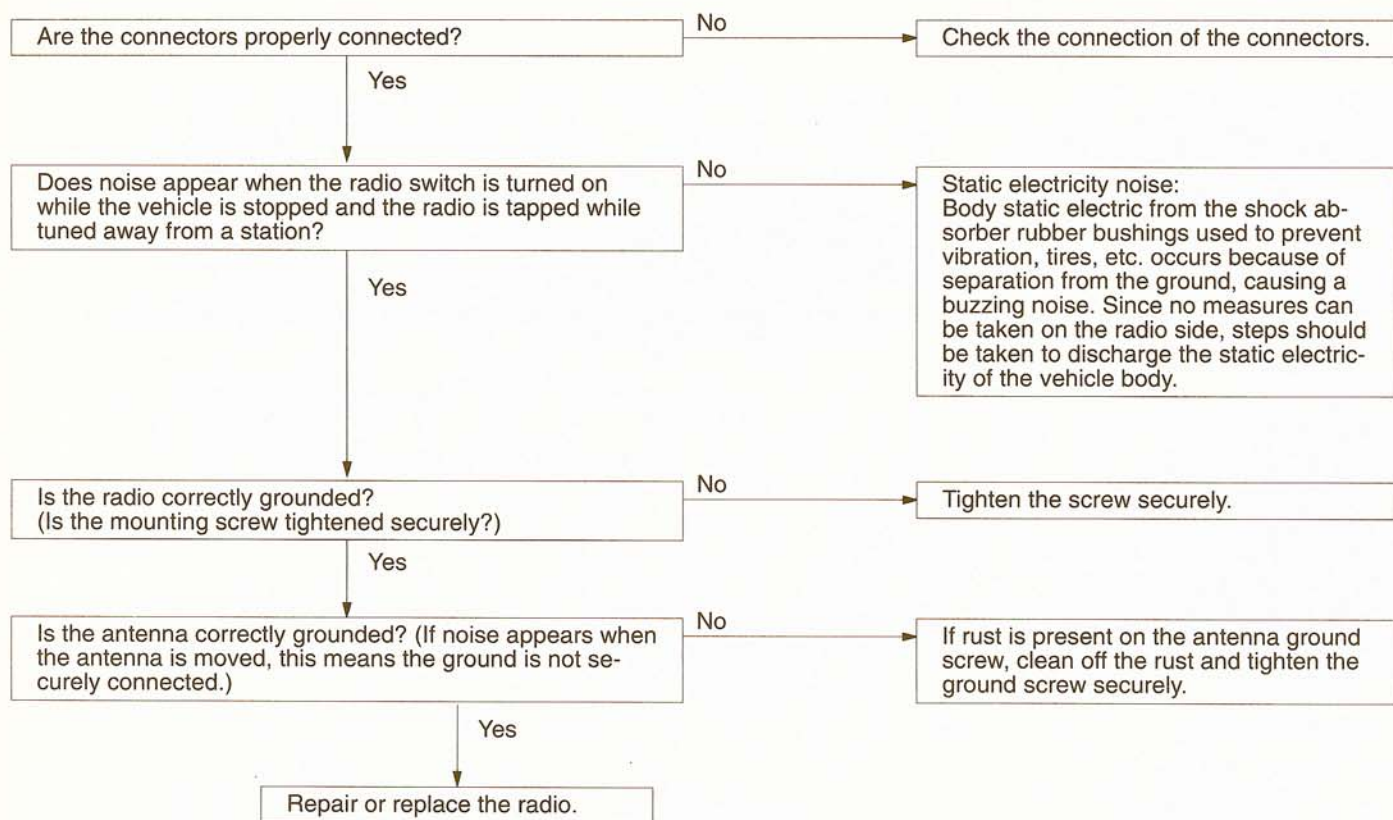 Are the connectors properly connected?
No
Check the connection of the connectors.
Yes
Does noise appear when the radio switch is turned on
while the vehicle is stopped and the radio is tapped while
tuned away from a station?
No
Static electricity noise:
Body static electric from the shock ab-
sorber rubber bushings used to prevent
vibration, tires, etc. occurs because of
separation from the ground, causing a
buzzing noise. Since no measures can
be taken on the radio side, steps should
be taken to discharge the static electric-
ity of the vehicle body.
Yes
Is the radio correctly grounded?
(Is the mounting screw tightened securely?)
No
Tighten the screw securely.
Yes
Is the antenna correctly grounded? (If noise appears when
the antenna is moved, this means the ground is not se-
curely connected.)
No
If rust is present on the antenna ground
screw, clean off the rust and tighten the
ground screw securely.
Yes
Repair or replace the radio.